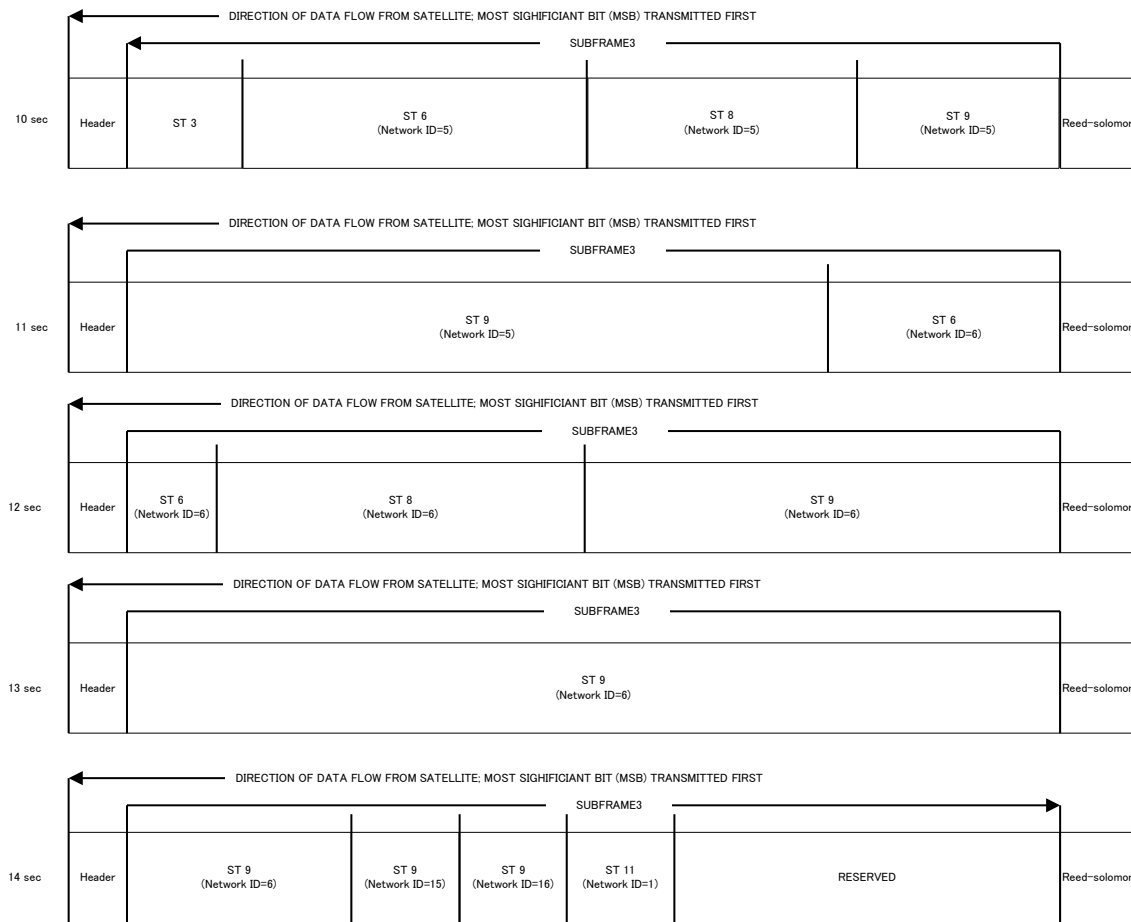 DIRECTION OF DATA FLOW FROM SATELLITE; MOST SIGHIFICIANT BIT (MSB) TRANSMITTED FIRST
SUBFRAME3
10 sec
Header
ST 3
ST 6
(Network ID=5)
ST 8
(Network ID=5)
ST 9
(Network ID=5)
Reed-solomon
DIRECTION OF DATA FLOW FROM SATELLITE; MOST SIGHIFICIANT BIT (MSB) TRANSMITTED FIRST
SUBFRAME3
11 sec
Header
ST 9
(Network ID=5)
ST 6
(Network ID=6)
Reed-solomon
DIRECTION OF DATA FLOW FROM SATELLITE; MOST SIGHIFICIANT BIT (MSB) TRANSMITTED FIRST
SUBFRAME3
12 sec
Header
ST 6
(Network ID=6)
ST 8
(Network ID=6)
ST 9
(Network ID=6)
Reed-solomon
DIRECTION OF DATA FLOW FROM SATELLITE; MOST SIGHIFICIANT BIT (MSB) TRANSMITTED FIRST
SUBFRAME3
13 sec
Header
ST 9
(Network ID=6)
Reed-solomon
DIRECTION OF DATA FLOW FROM SATELLITE; MOST SIGHIFICIANT BIT (MSB) TRANSMITTED FIRST
SUBFRAME3
14 sec
Header
ST 9
(Network ID=6)
ST 9
(Network ID=15)
ST 9
(Network ID=16)
ST 11
(Network ID=1)
RESERVED
Reed-solomon